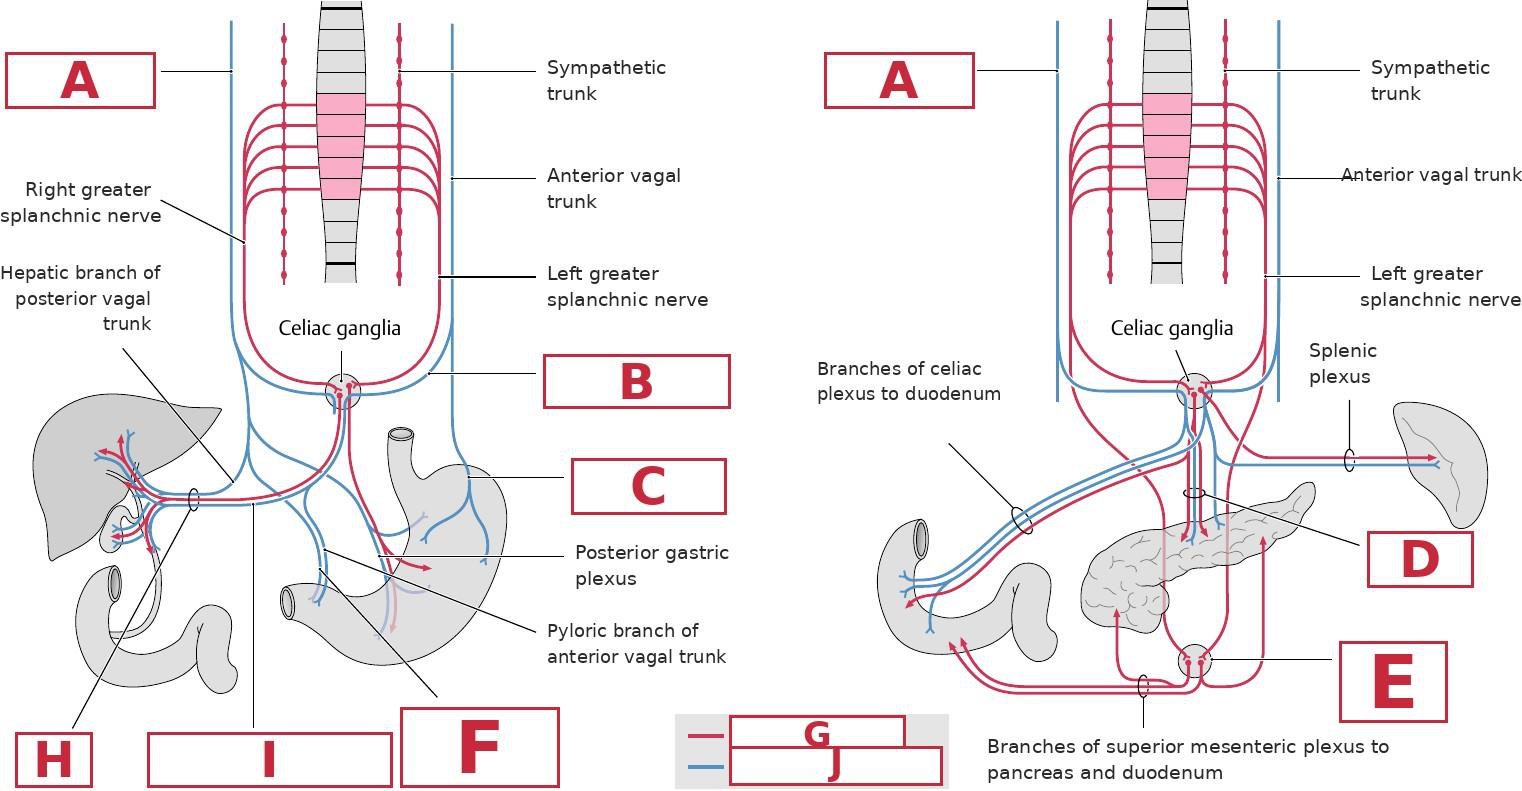 A
Sympathetic
trunk
Anterior vagal
trunk
Right greater
splanchnic nerve
Hepatic branch of
posterior vagal
trunk
Left greater
splanchnic nerve
Celiac ganglia
B
C
Posterior gastric
plexus
Pyloric branch of
anterior vagal trunk
H
I
F
A
Sympathetic
trunk
Anterior vagal trunk
Left greater
splanchnic nerve
Celiac ganglia
Splenic
plexus
Branches of celiac
plexus to duodenum
D
E
G
J
Branches of superior mesenteric plexus to
pancreas and duodenum